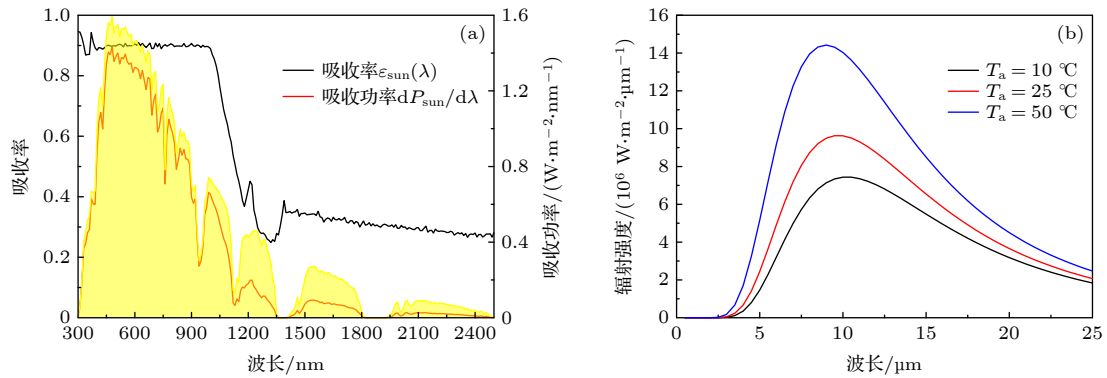 (a)
吸收率
1.0
0.8
0.6
0.4
0.2
0
吸收率εsun(λ)
吸收功率dPsun/dλ
1.6
1.2
0.8
0.4
0
吸收功率/(W·m−2·nm−1)
300 600 900 1200 1500 1800 2100 2400
波长/nm
(b)
辐射强度/(10⁶ W·m−2·μm−1)
16
14
12
10
8
6
4
2
0
Ta = 10 ℃
Ta = 25 ℃
Ta = 50 ℃
0 5 10 15 20 25
波长/μm